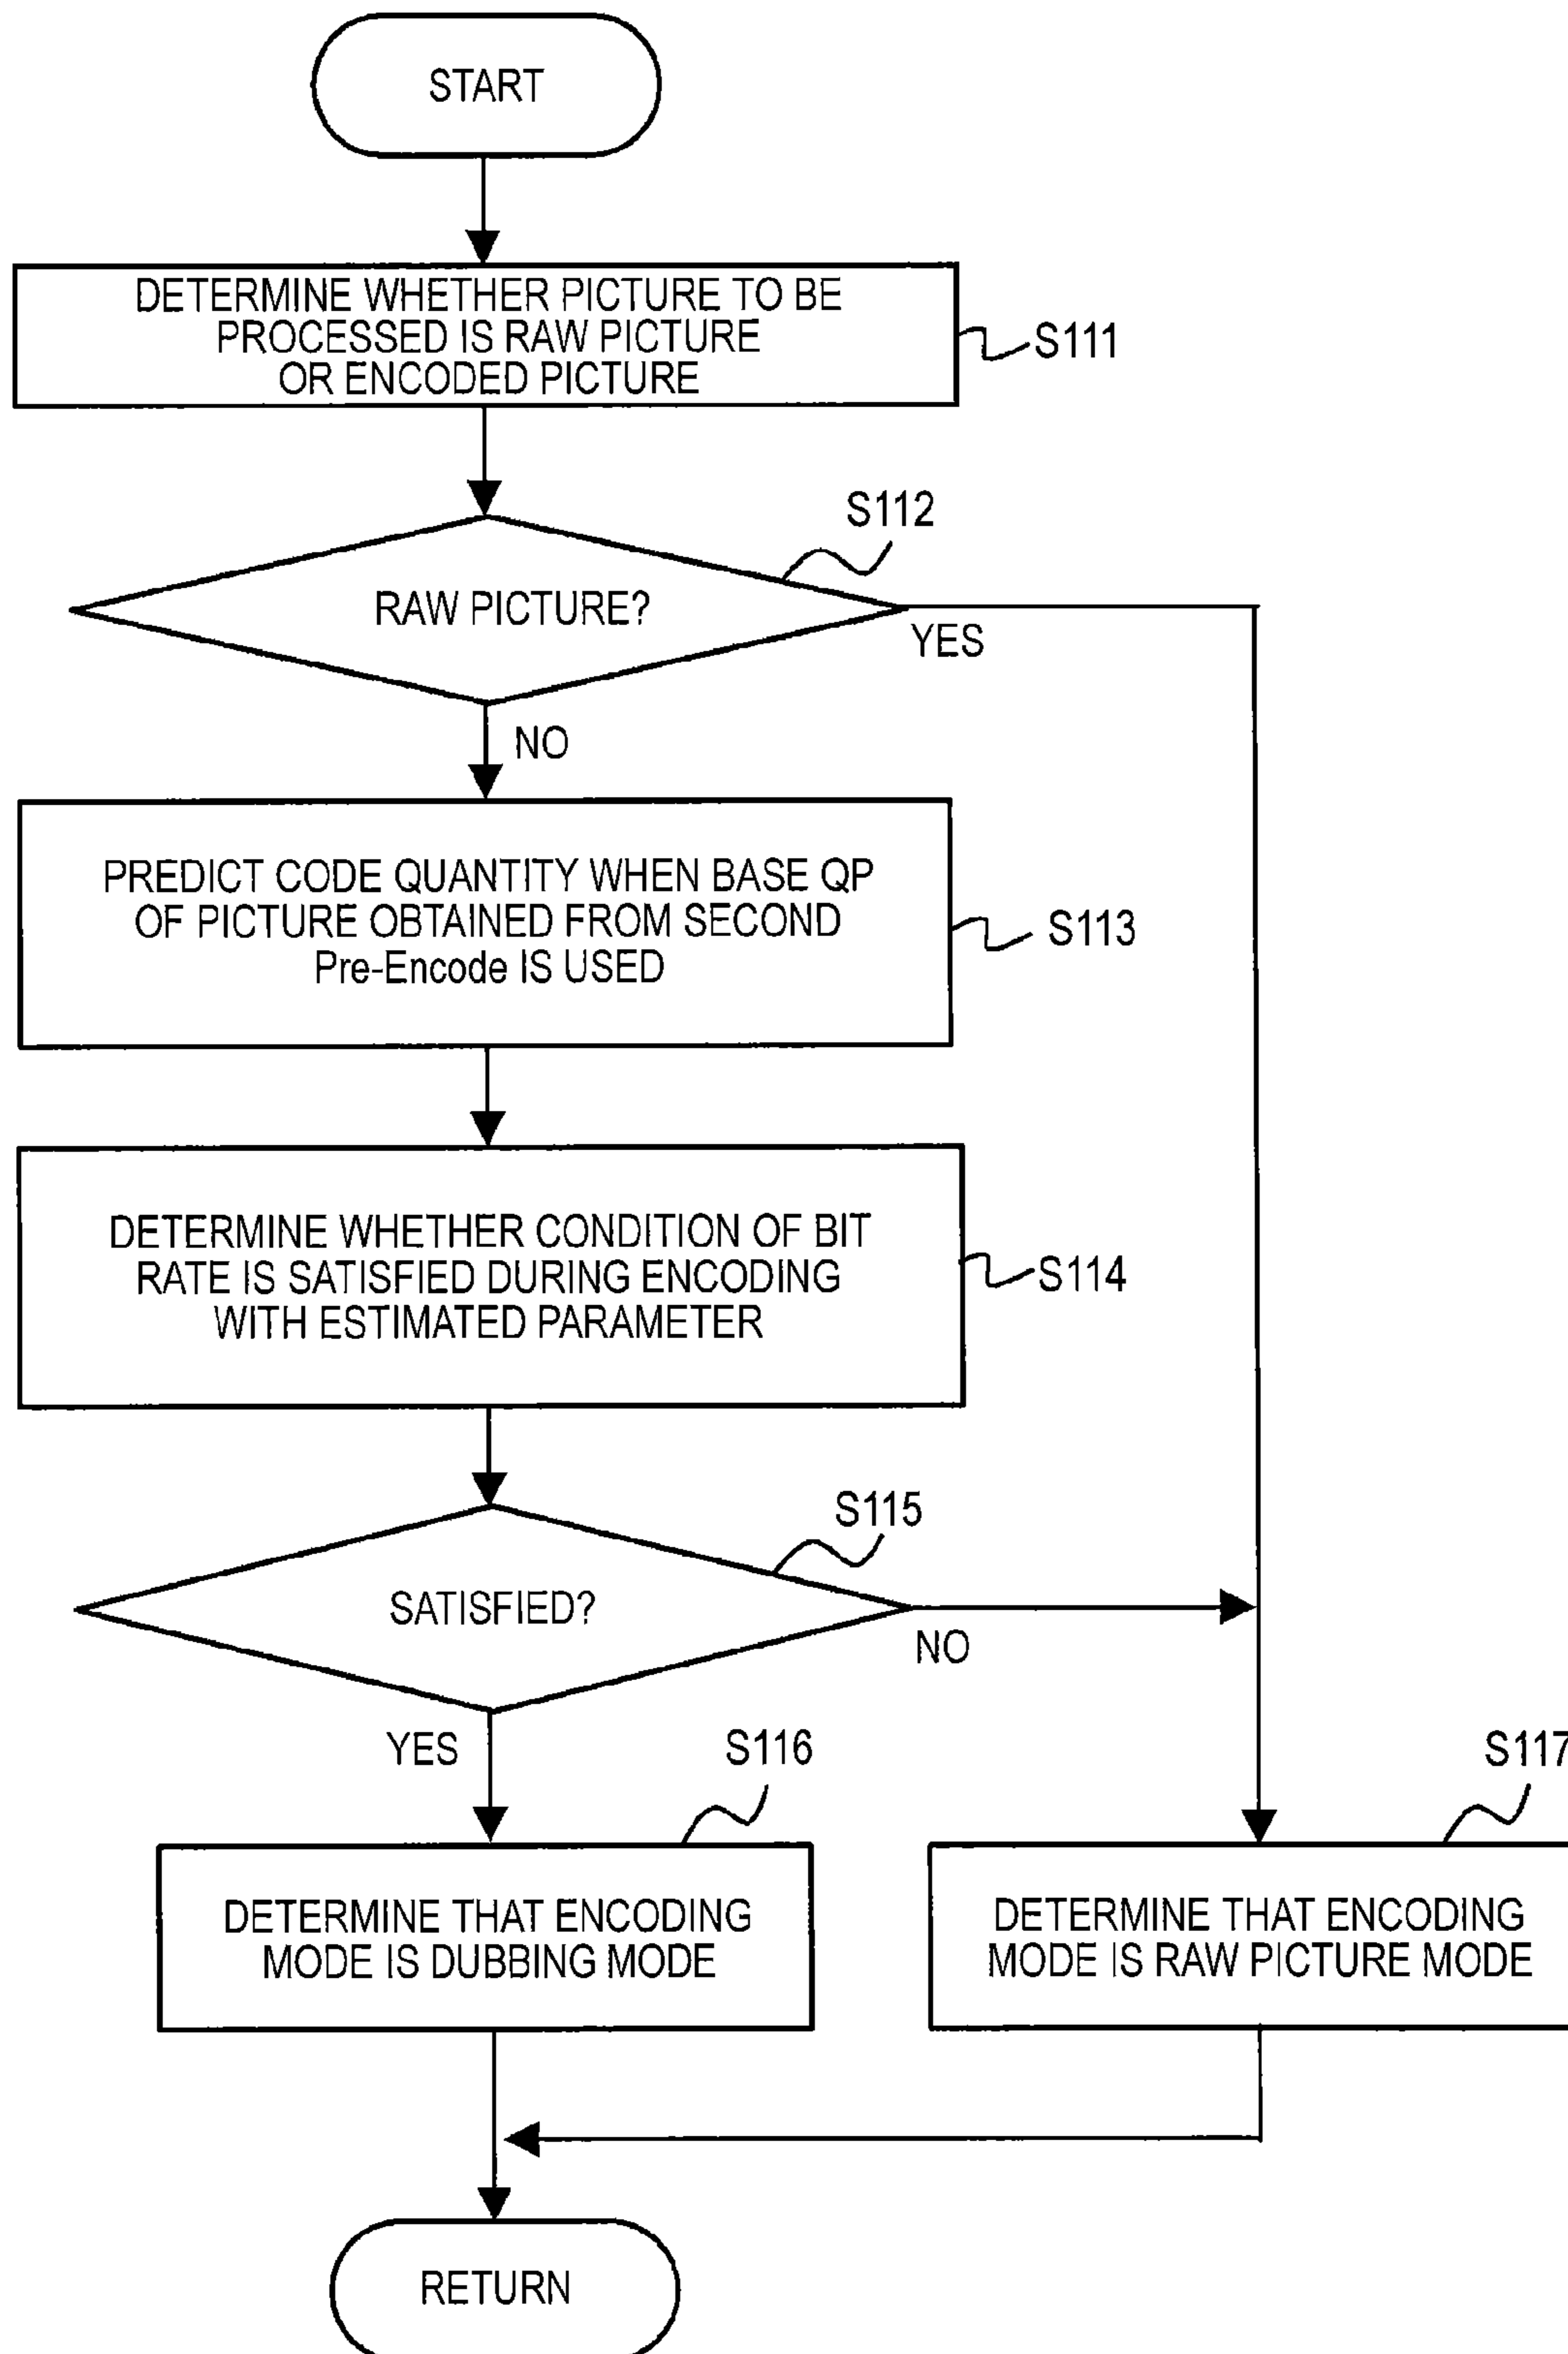 START
DETERMINE WHETHER PICTURE TO BE
PROCESSED IS RAW PICTURE
OR ENCODED PICTURE
S111
S112
RAW PICTURE?
YES
NO
PREDICT CODE QUANTITY WHEN BASE QP
OF PICTURE OBTAINED FROM SECOND
Pre-Encode IS USED
S113
DETERMINE WHETHER CONDITION OF BIT
RATE IS SATISFIED DURING ENCODING
WITH ESTIMATED PARAMETER
S114
S115
SATISFIED?
NO
YES
S116
S117
DETERMINE THAT ENCODING
MODE IS DUBBING MODE
DETERMINE THAT ENCODING
MODE IS RAW PICTURE MODE
RETURN